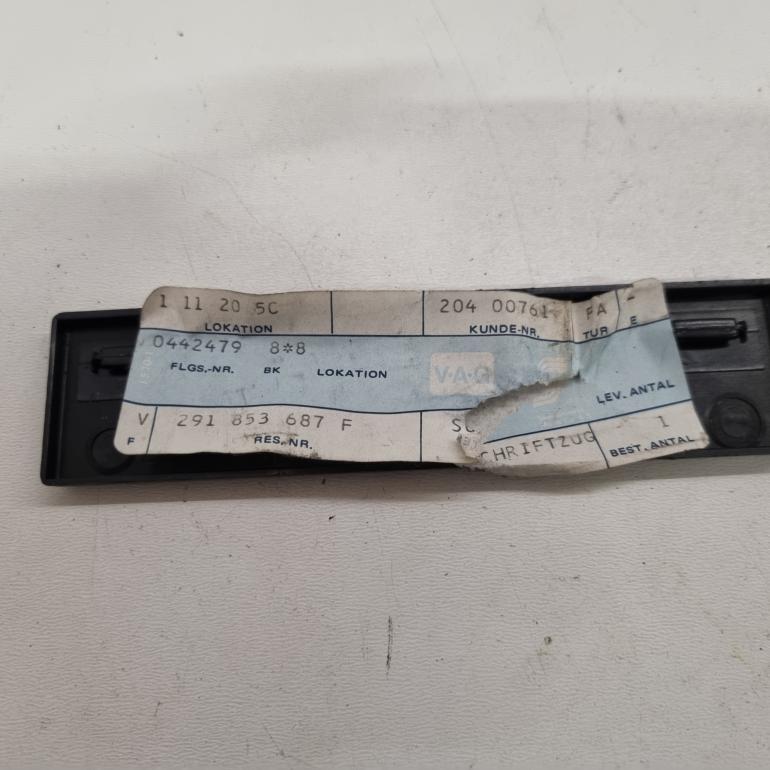 1 11 20 5C 204 00761 FA -
LOKATION KUNDE-NR. TUR E
0442479 8*8
FLGS.-NR. BK LOKATION V·A·G LEV. ANTAL
V 291 853 687 F SC
CHRIFTZUG 1
F RES. NR. BEST. ANTAL